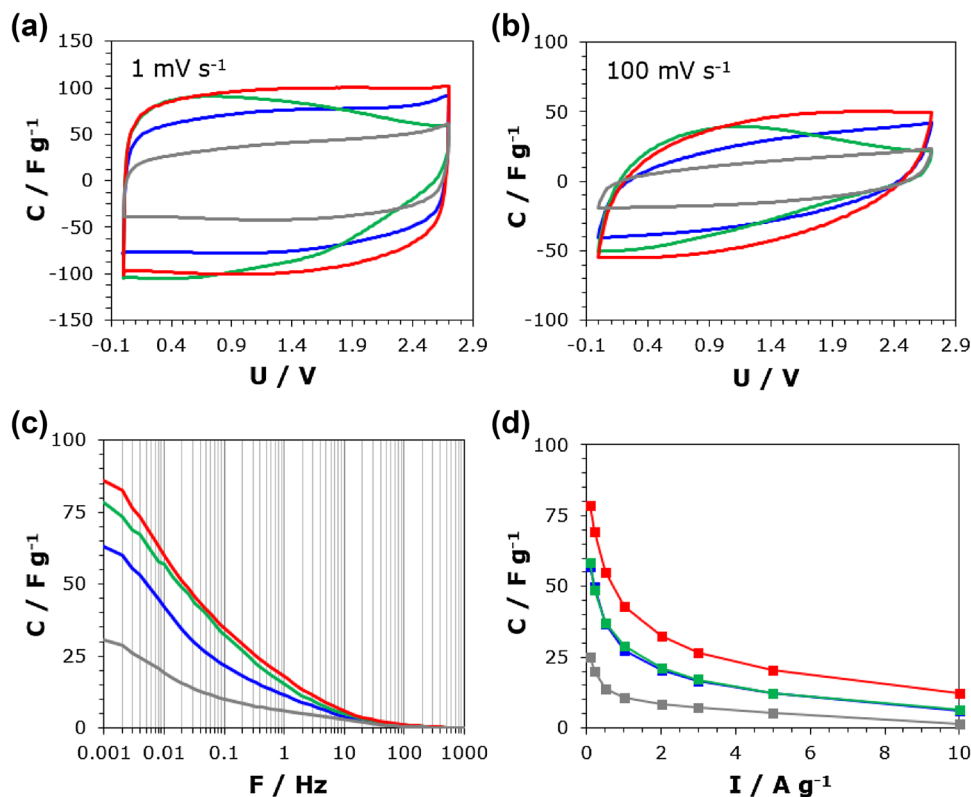 (a)
150
100
50
0
-50
-100
-150
C / F g⁻¹
1 mV s⁻¹
-0.1 0.4 0.9 1.4 1.9 2.4 2.9
U / V
(b)
100
50
0
-50
-100
C / F g⁻¹
100 mV s⁻¹
-0.1 0.4 0.9 1.4 1.9 2.4 2.9
U / V
(c)
100
75
50
25
0
C / F g⁻¹
0.001 0.01 0.1 1 10 100 1000
F / Hz
(d)
100
75
50
25
0
C / F g⁻¹
0 2 4 6 8 10
I / A g⁻¹